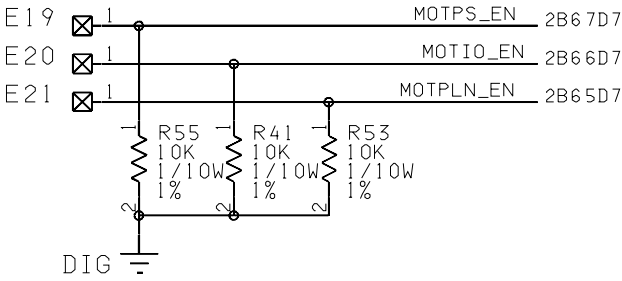 E19 1 MOTPS_EN 2B67D7
E20 1 MOTIO_EN 2B66D7
E21 1 MOTPLN_EN 2B65D7
1 R55 1 R41 1 R53
10K 10K 10K
1/10W 1/10W 1/10W
1% 1% 1%
2 2 2
DIG